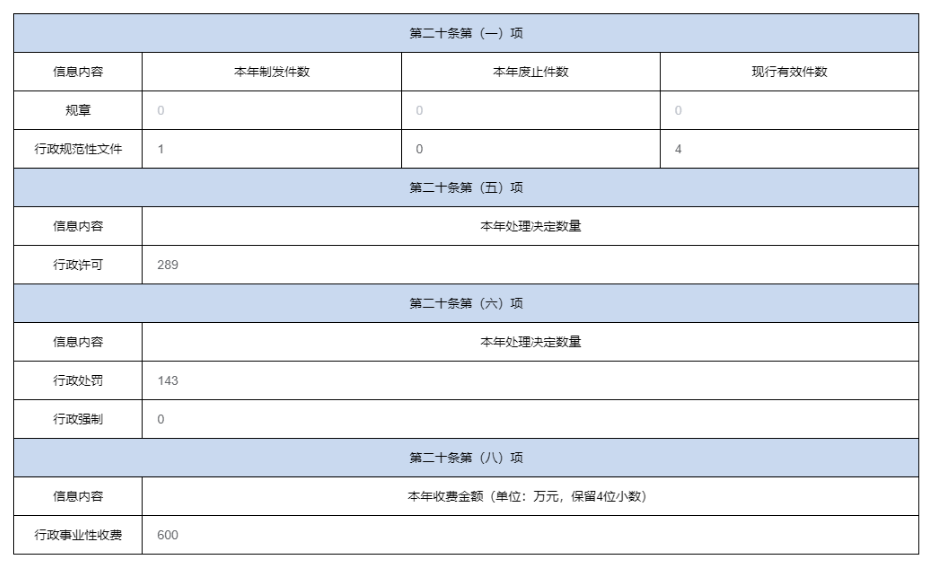 第二十条第（一）项
信息内容 本年制发件数 本年废止件数 现行有效件数
规章 0 0 0
行政规范性文件 1 0 4
第二十条第（五）项
信息内容 本年处理决定数量
行政许可 289
第二十条第（六）项
信息内容 本年处理决定数量
行政处罚 143
行政强制 0
第二十条第（八）项
信息内容 本年收费金额（单位：万元，保留4位小数）
行政事业性收费 600